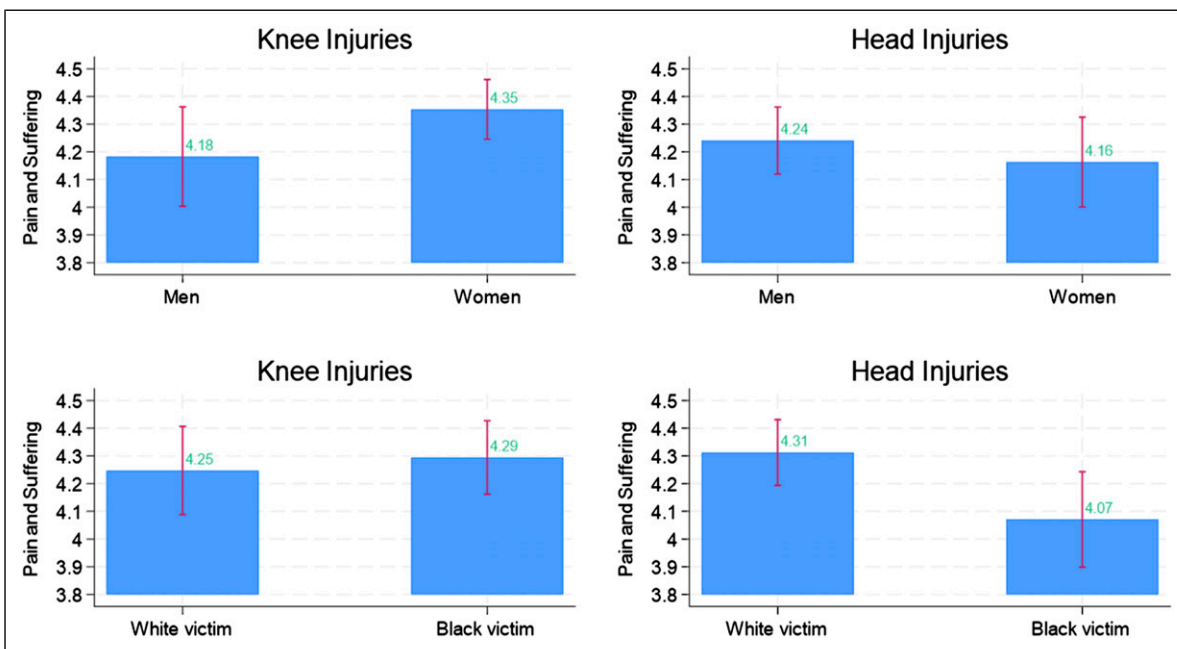 Knee Injuries
Pain and Suffering
4.5
4.4
4.3
4.2
4.1
4
3.9
3.8
4.18
4.35
Men
Women
Head Injuries
Pain and Suffering
4.5
4.4
4.3
4.2
4.1
4
3.9
3.8
4.24
4.16
Men
Women
Knee Injuries
Pain and Suffering
4.5
4.4
4.3
4.2
4.1
4
3.9
3.8
4.25
4.29
White victim
Black victim
Head Injuries
Pain and Suffering
4.5
4.4
4.3
4.2
4.1
4
3.9
3.8
4.31
4.07
White victim
Black victim